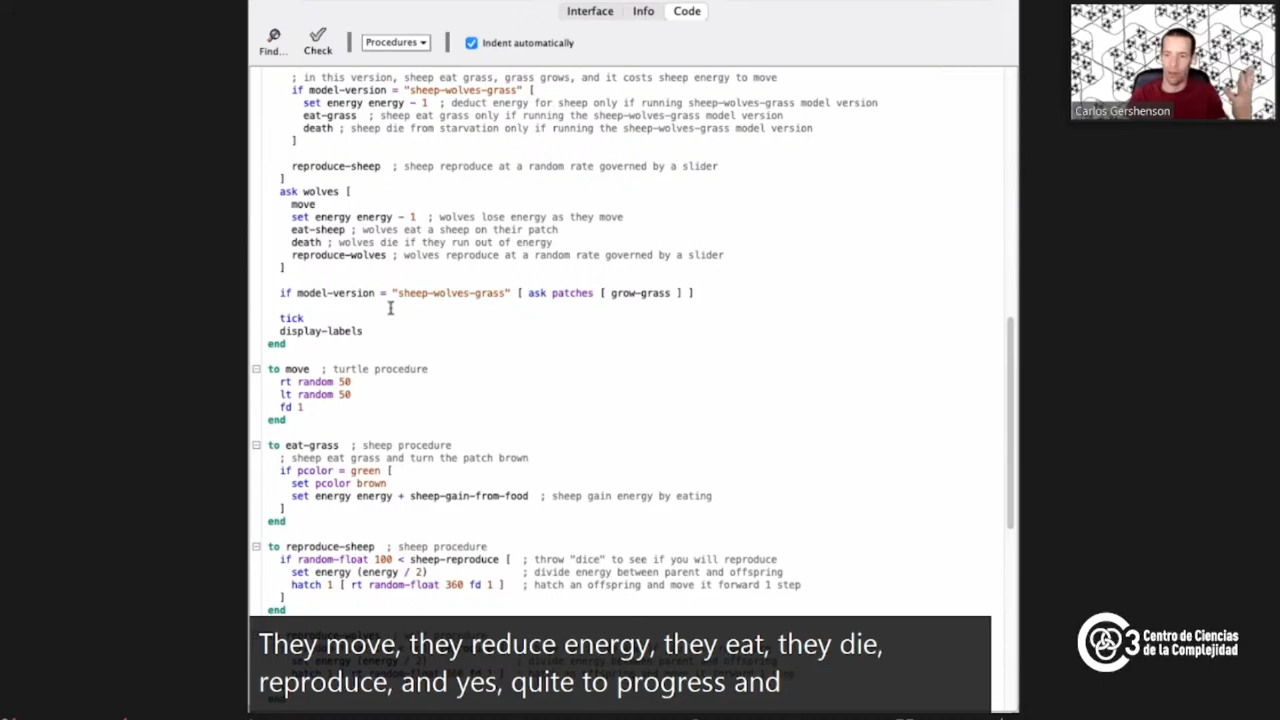 Interface Info Code
Find... Check Procedures Indent automatically
; in this version, sheep eat grass, grass grows, and it costs sheep energy to move
if model-version = "sheep-wolves-grass" [
set energy energy - 1 ; deduct energy for sheep only if running sheep-wolves-grass model version
eat-grass ; sheep eat grass only if running the sheep-wolves-grass model version
death ; sheep die from starvation only if running the sheep-wolves-grass model version
]
reproduce-sheep ; sheep reproduce at a random rate governed by a slider
]
ask wolves [
move
set energy energy - 1 ; wolves lose energy as they move
eat-sheep ; wolves eat a sheep on their patch
death ; wolves die if they run out of energy
reproduce-wolves ; wolves reproduce at a random rate governed by a slider
]
if model-version = "sheep-wolves-grass" [ ask patches [ grow-grass ] ]
tick
display-labels
end
to move ; turtle procedure
rt random 50
lt random 50
fd 1
end
to eat-grass ; sheep procedure
; sheep eat grass and turn the patch brown
if pcolor = green [
set pcolor brown
set energy energy + sheep-gain-from-food ; sheep gain energy by eating
]
end
to reproduce-sheep ; sheep procedure
if random-float 100 < sheep-reproduce [ ; throw "dice" to see if you will reproduce
set energy (energy / 2) ; divide energy between parent and offspring
hatch 1 [ rt random-float 360 fd 1 ] ; hatch an offspring and move it forward 1 step
]
end
They move, they reduce energy, they eat, they die,
reproduce, and yes, quite to progress and
Carlos Gershenson
3 Centro de Ciencias
de la Complejidad